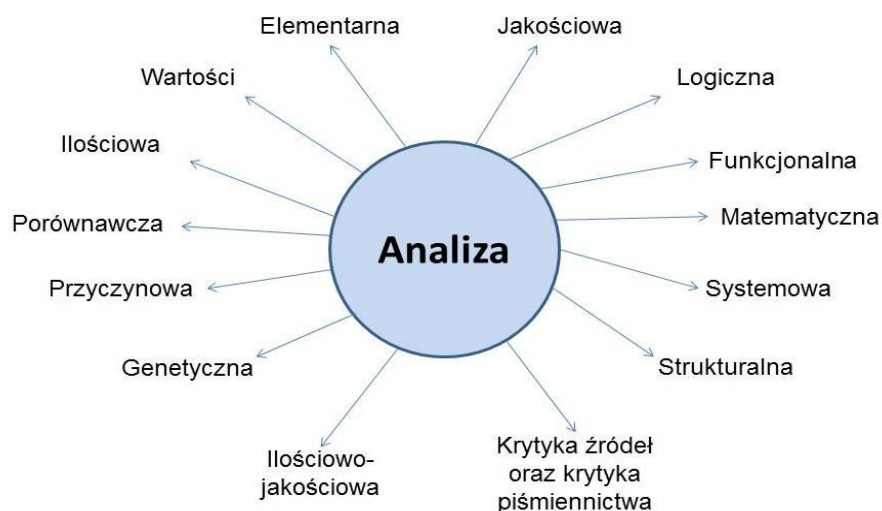 Elementarna
Jakościowa
Wartości
Logiczna
Ilościowa
Funkcjonalna
Porównawcza
Matematyczna
Analiza
Przyczynowa
Systemowa
Genetyczna
Strukturalna
Ilościowo-
jakościowa
Krytyka źródeł
oraz krytyka
piśmiennictwa